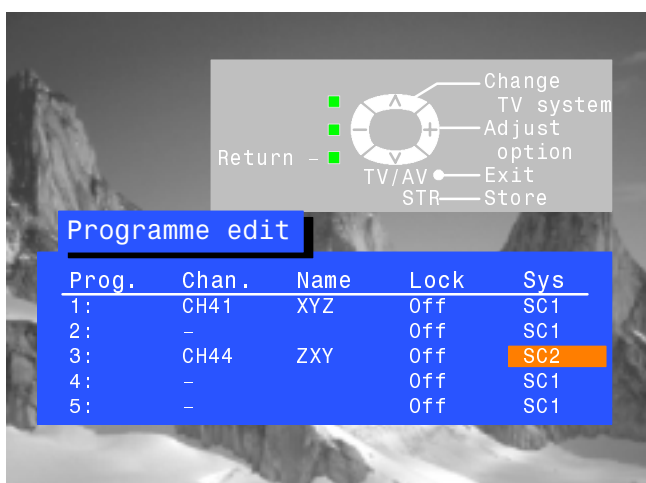 Change
TV system
Adjust
option
Return –
Exit
TV/AV
STR
Store
Programme edit
Prog. Chan. Name Lock Sys
1: CH41 XYZ Off SC1
2: – Off SC1
3: CH44 ZXY Off SC2
4: – Off SC1
5: – Off SC1